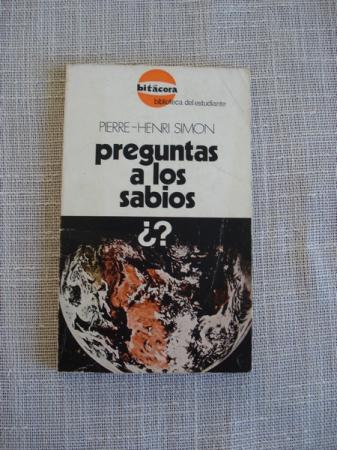 bitácora
biblioteca del estudiante
PIERRE-HENRI SIMON
preguntas
a los
sabios
¿?